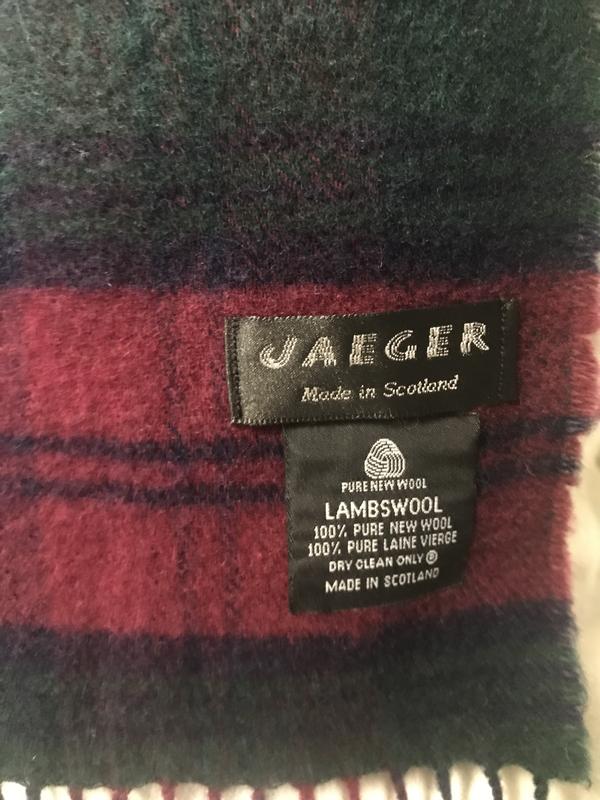 JAEGER
Made in Scotland
PURE NEW WOOL
LAMBSWOOL
100% PURE NEW WOOL
100% PURE LAINE VIERGE
DRY CLEAN ONLY Ⓟ
MADE IN SCOTLAND